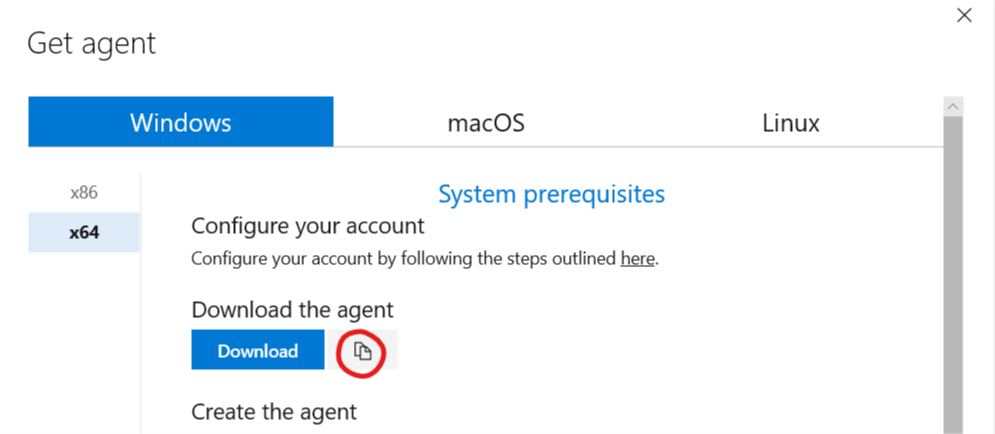 Get agent
Windows
macOS
Linux
x86
x64
System prerequisites
Configure your account
Configure your account by following the steps outlined here.
Download the agent
Download
Create the agent